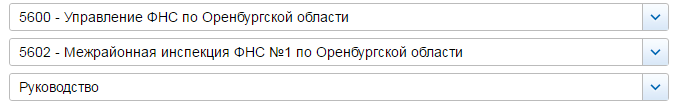 5600 - Управление ФНС по Оренбургской области
5602 - Межрайонная инспекция ФНС №1 по Оренбургской области
Руководство